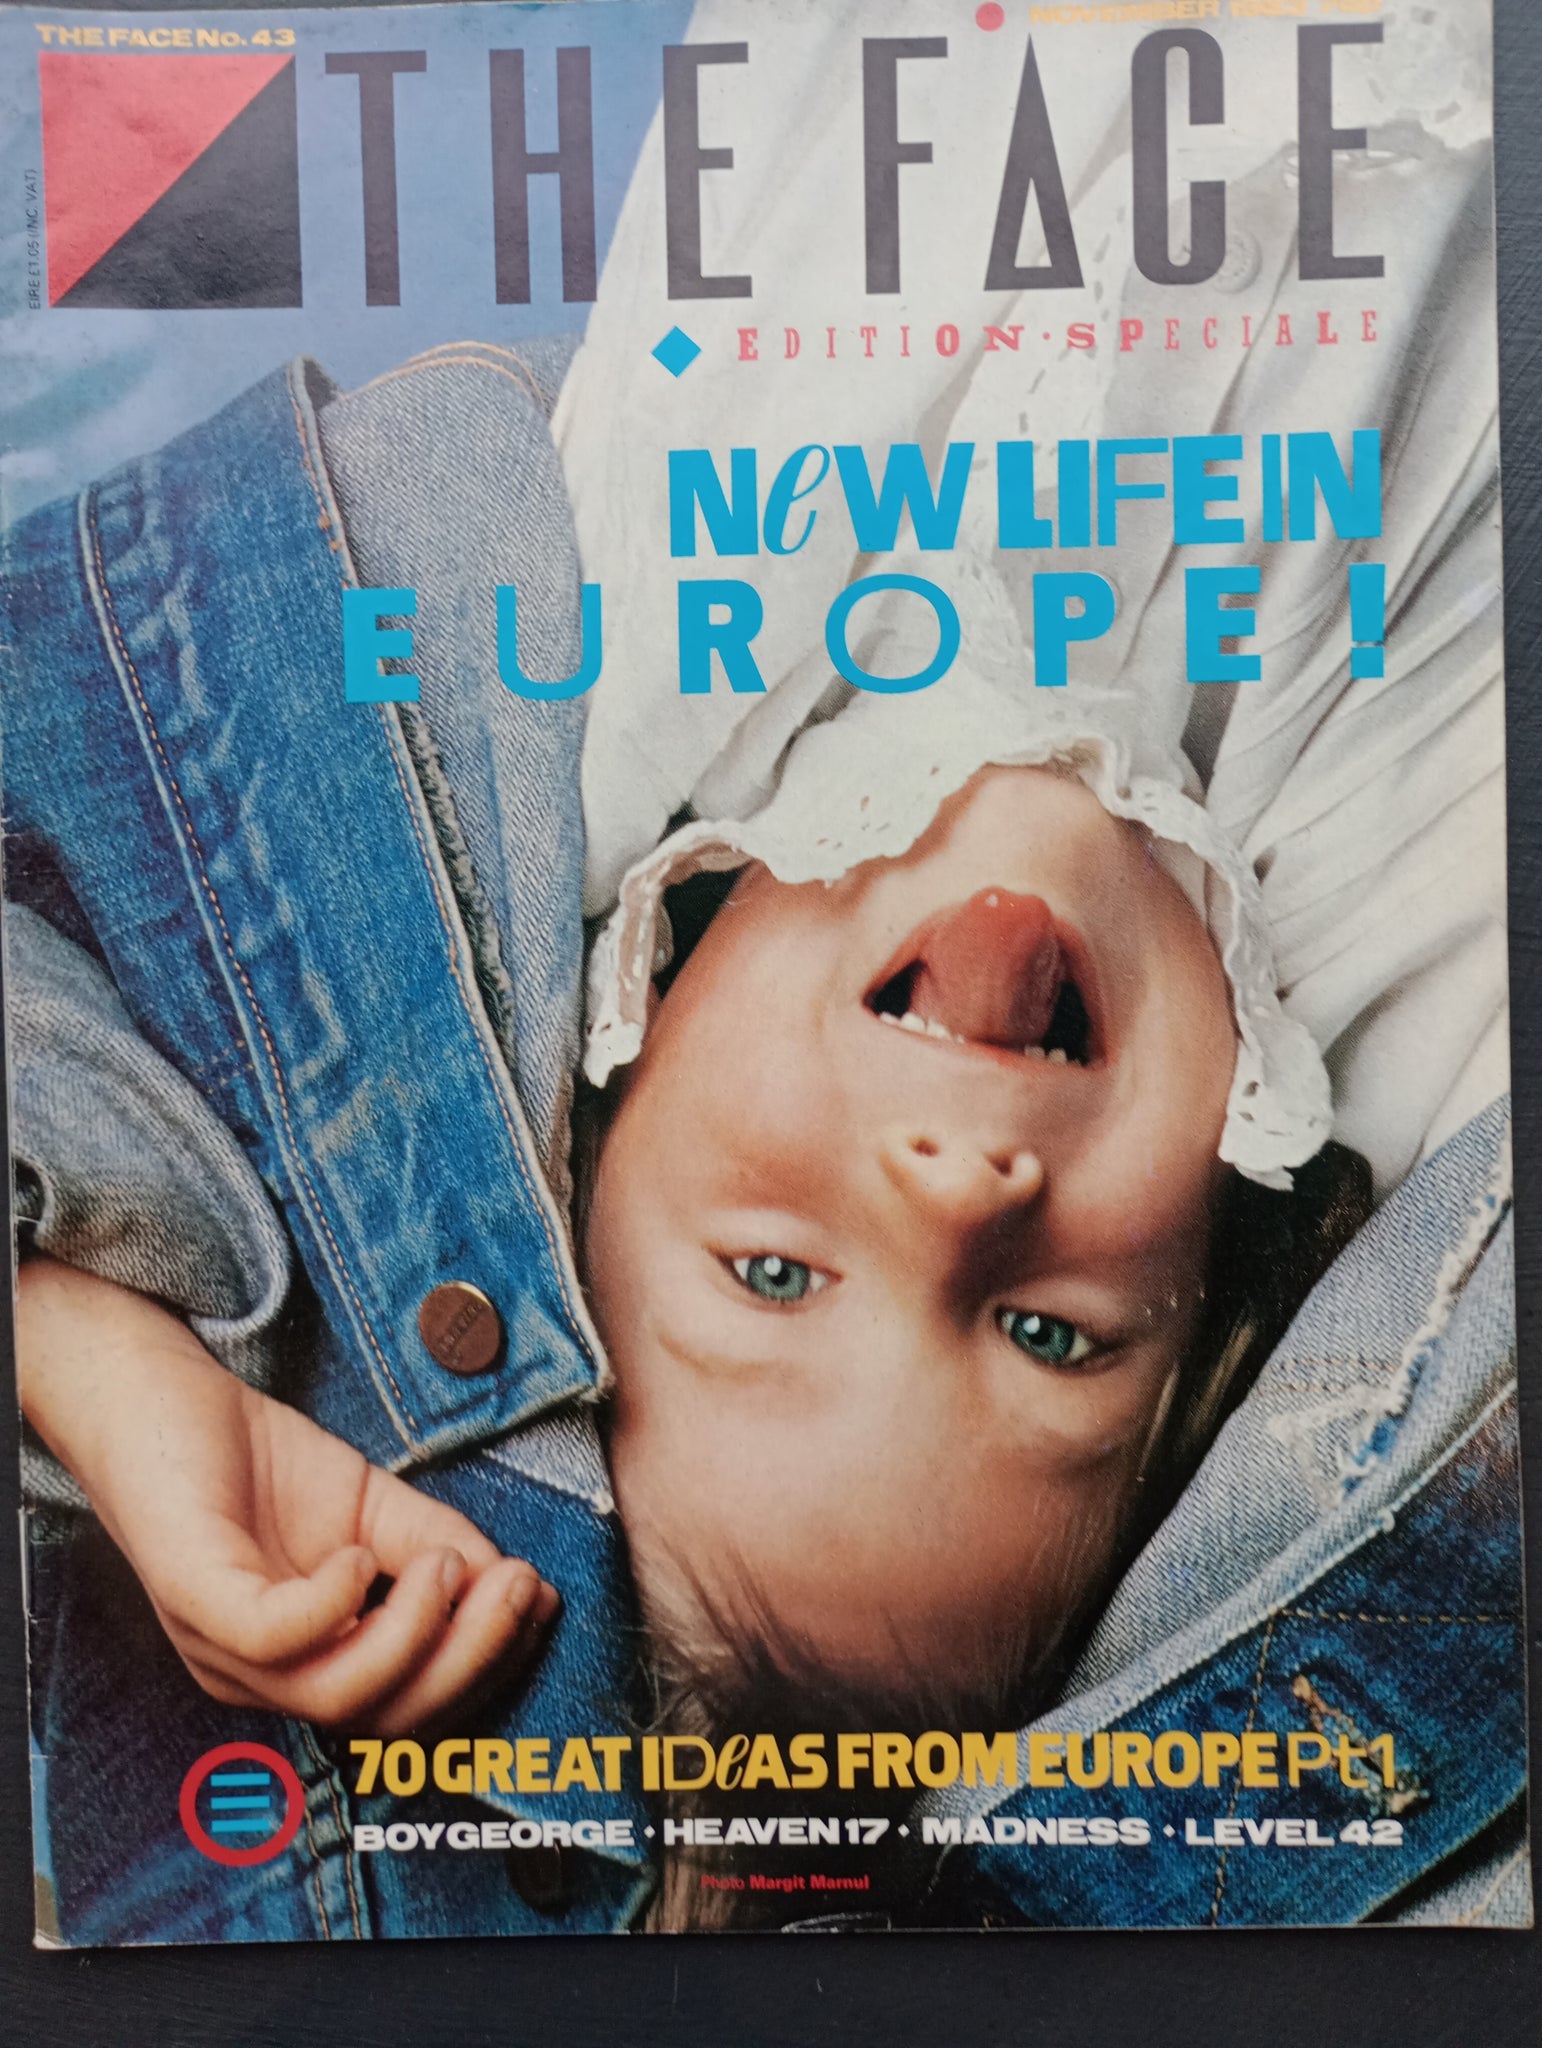 THE FACE No. 43
NOVEMBER 1983 75p
EIRE £1.05 (INC. VAT)
THE FACE
EDITION·SPECIALE
NeW LIFE IN
EUROPE!
70 GREAT IDeAS FROM EUROPE Pt1
BOY GEORGE · HEAVEN 17 · MADNESS · LEVEL 42
Photo Margit Marnul